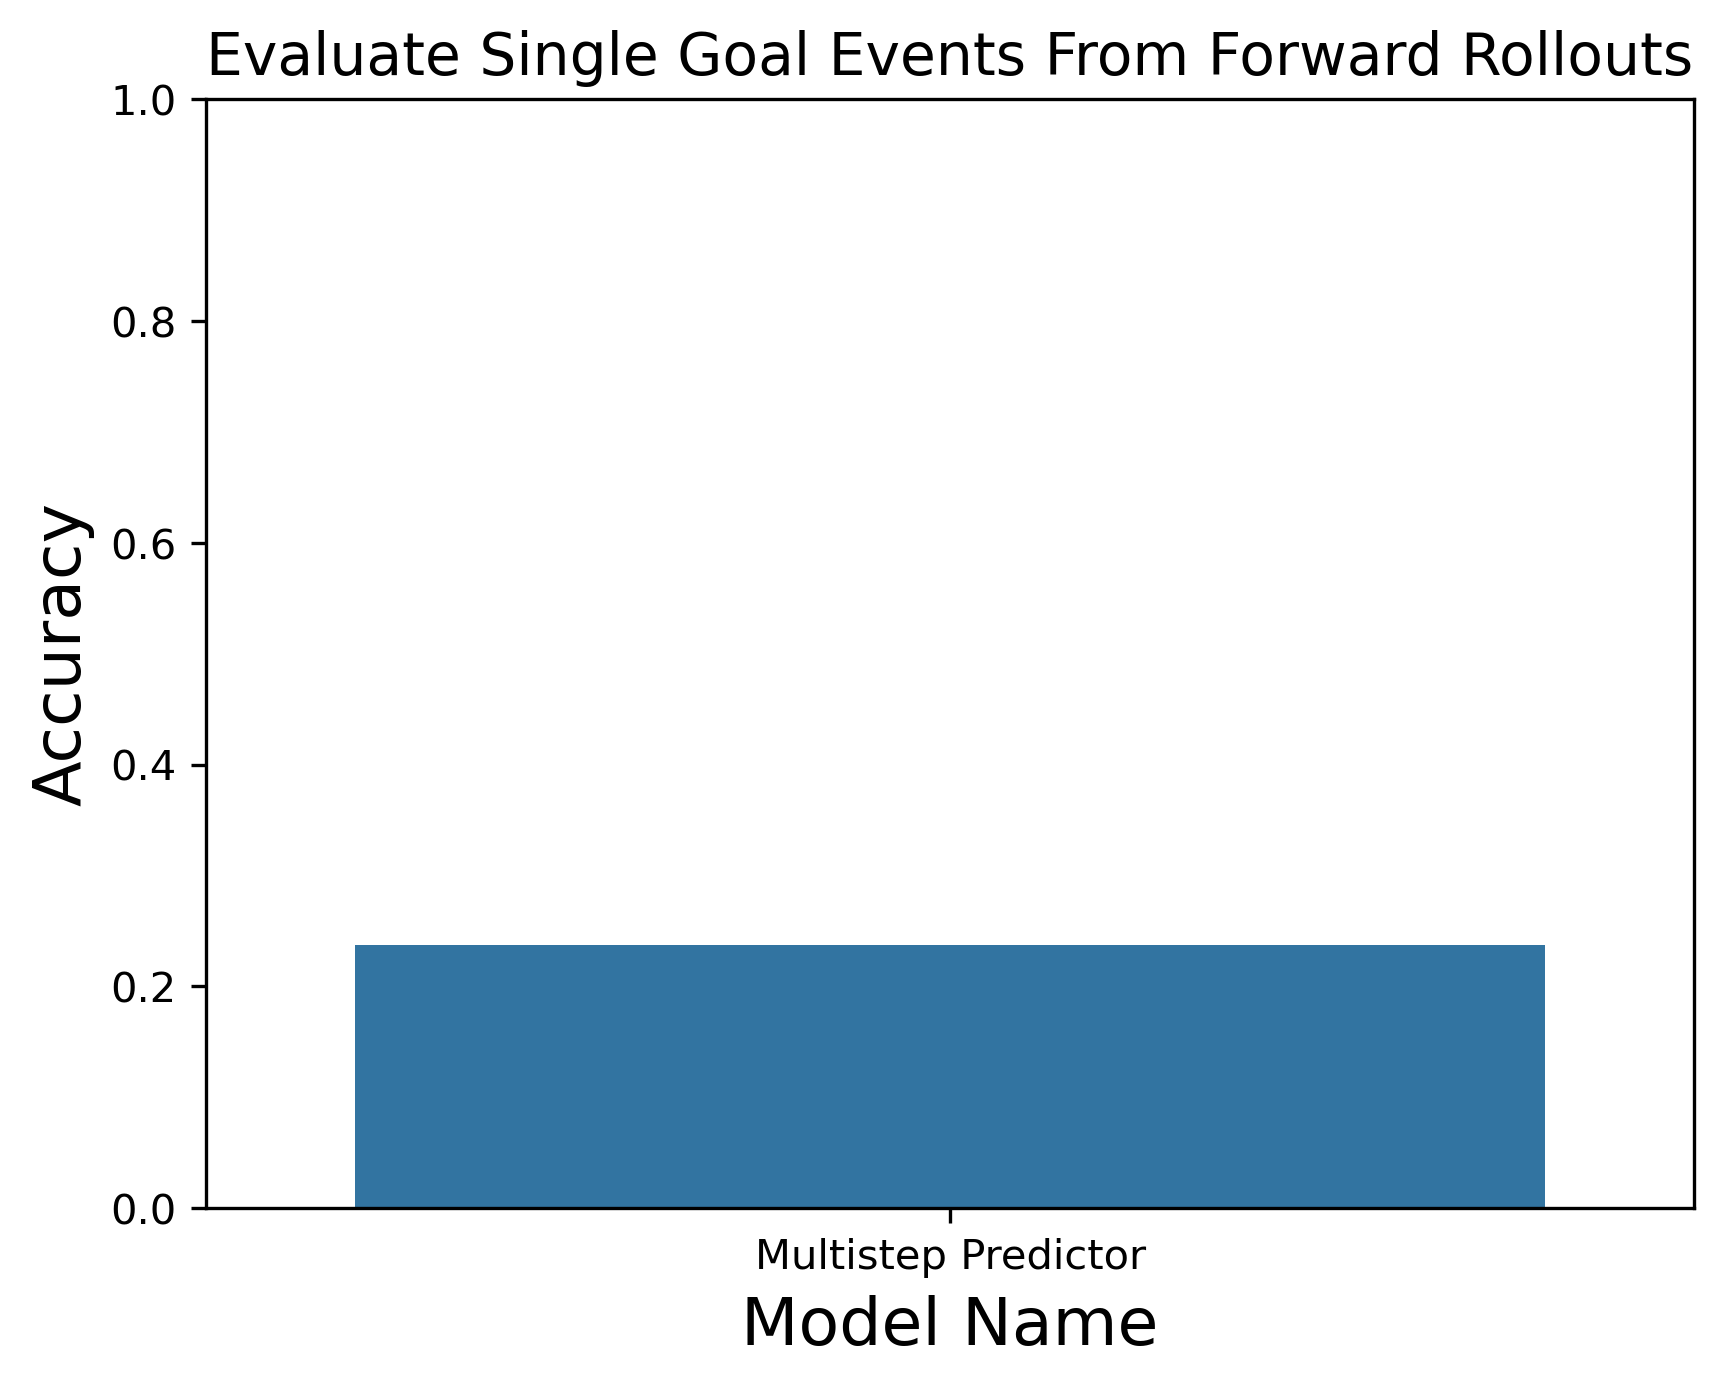 Evaluate Single Goal Events From Forward Rollouts
1.0
0.8
0.6
0.4
0.2
0.0
Accuracy
Multistep Predictor
Model Name